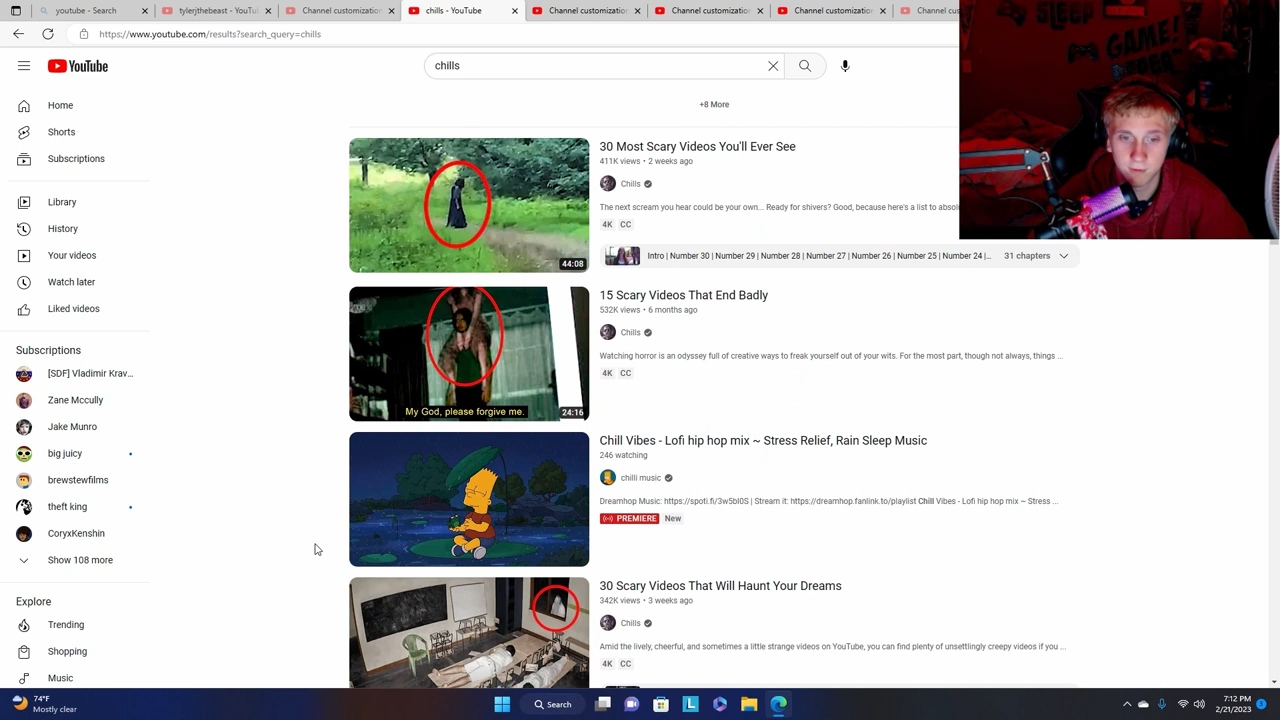 youtube - Search
tylerjthebeast - YouTub
Channel customization
chills - YouTube
Channel customization
Channel customization
Channel customization
Channel cust
https://www.youtube.com/results?search_query=chills
YouTube
chills
+8 More
Home
Shorts
Subscriptions
Library
History
Your videos
Watch later
Liked videos
Subscriptions
[SDF] Vladimir Krav...
Zane Mccully
Jake Munro
big juicy
brewstewfilms
theft king
CoryxKenshin
Show 108 more
Explore
Trending
Shopping
Music
30 Most Scary Videos You'll Ever See
411K views • 2 weeks ago
Chills
The next scream you hear could be your own... Ready for shivers? Good, because here's a list to absol
4K CC
44:08
Intro | Number 30 | Number 29 | Number 28 | Number 27 | Number 26 | Number 25 | Number 24 |...
31 chapters
15 Scary Videos That End Badly
532K views • 6 months ago
Chills
Watching horror is an odyssey full of creative ways to freak yourself out of your wits. For the most part, though not always, things ...
4K CC
My God, please forgive me.
24:16
Chill Vibes - Lofi hip hop mix ~ Stress Relief, Rain Sleep Music
246 watching
chilli music
Dreamhop Music: https://spoti.fi/3w5bI0S | Stream it: https://dreamhop.fanlink.to/playlist Chill Vibes - Lofi hip hop mix ~ Stress ...
PREMIERE New
30 Scary Videos That Will Haunt Your Dreams
342K views • 3 weeks ago
Chills
Amid the lively, cheerful, and sometimes a little strange videos on YouTube, you can find plenty of unsettlingly creepy videos if you ...
4K CC
SLEEP
GAME!
74°F
Mostly clear
Search
7:12 PM
2/21/2023